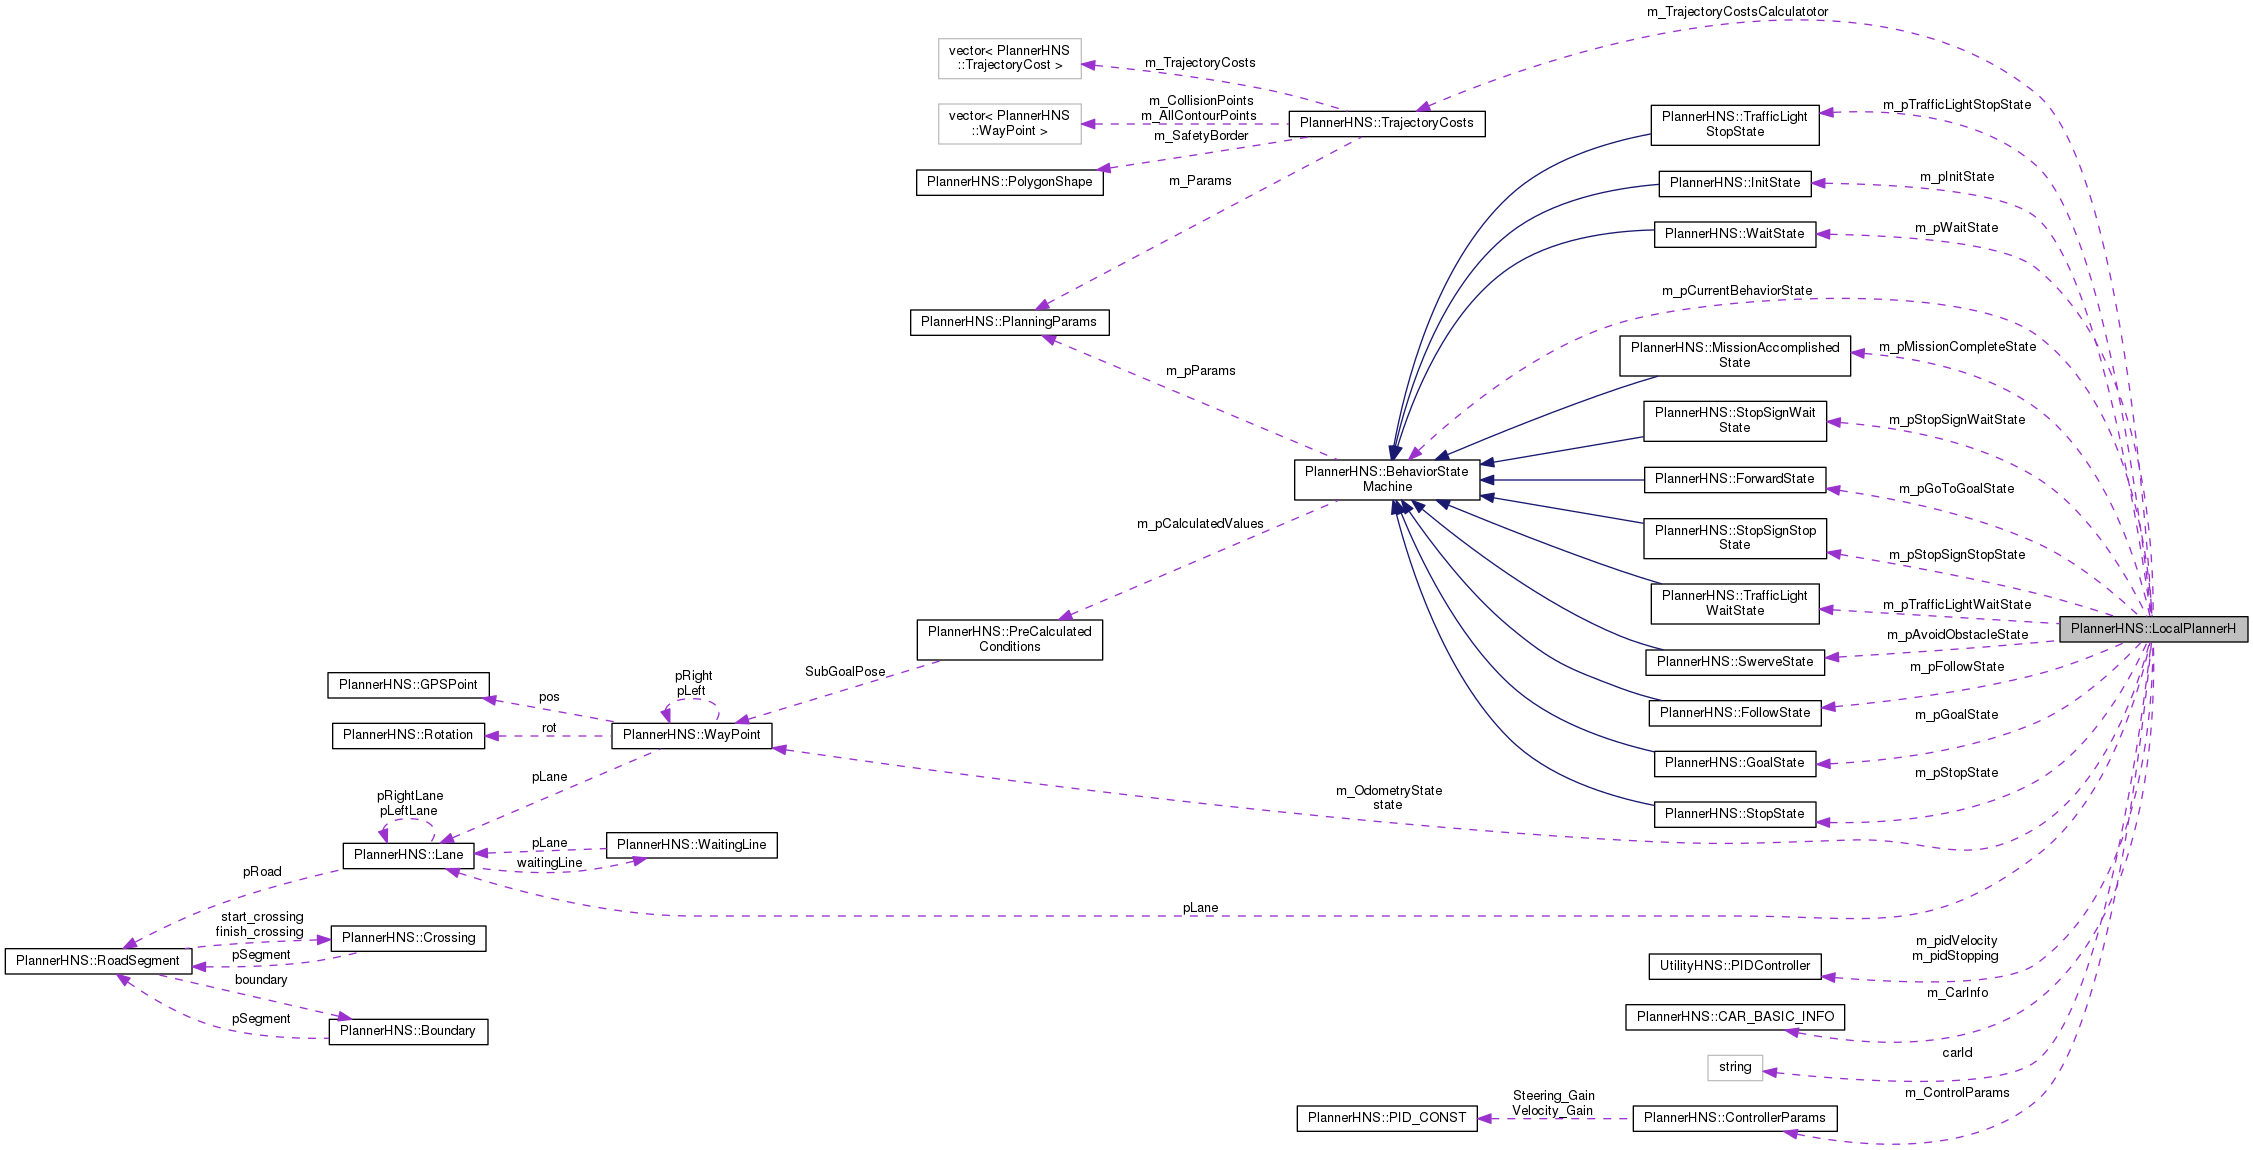 m_TrajectoryCostsCalculatotor
vector< PlannerHNS
::TrajectoryCost >
m_TrajectoryCosts
vector< PlannerHNS
::WayPoint >
m_CollisionPoints
m_AllContourPoints
m_SafetyBorder
PlannerHNS::TrajectoryCosts
PlannerHNS::TrafficLight
StopState
m_pTrafficLightStopState
PlannerHNS::PolygonShape
m_Params
PlannerHNS::InitState
m_pInitState
PlannerHNS::WaitState
m_pWaitState
m_pCurrentBehaviorState
PlannerHNS::PlanningParams
m_pParams
PlannerHNS::MissionAccomplished
State
m_pMissionCompleteState
PlannerHNS::StopSignWait
State
m_pStopSignWaitState
PlannerHNS::BehaviorState
Machine
PlannerHNS::ForwardState
m_pGoToGoalState
m_pCalculatedValues
PlannerHNS::StopSignStop
State
m_pStopSignStopState
PlannerHNS::TrafficLight
WaitState
m_pTrafficLightWaitState
PlannerHNS::LocalPlannerH
PlannerHNS::PreCalculated
Conditions
m_pAvoidObstacleState
PlannerHNS::SwerveState
m_pFollowState
PlannerHNS::FollowState
SubGoalPose
PlannerHNS::GPSPoint
pos
pRight
pLeft
PlannerHNS::Rotation
rot
PlannerHNS::WayPoint
m_pGoalState
PlannerHNS::GoalState
pLane
m_pStopState
PlannerHNS::StopState
m_OdometryState
state
pRightLane
pLeftLane
PlannerHNS::Lane
pLane
waitingLine
PlannerHNS::WaitingLine
pRoad
pLane
start_crossing
finish_crossing
PlannerHNS::Crossing
PlannerHNS::RoadSegment
pSegment
boundary
pSegment
PlannerHNS::Boundary
m_pidVelocity
m_pidStopping
UtilityHNS::PIDController
m_CarInfo
PlannerHNS::CAR_BASIC_INFO
carId
string
m_ControlParams
Steering_Gain
Velocity_Gain
PlannerHNS::PID_CONST
PlannerHNS::ControllerParams